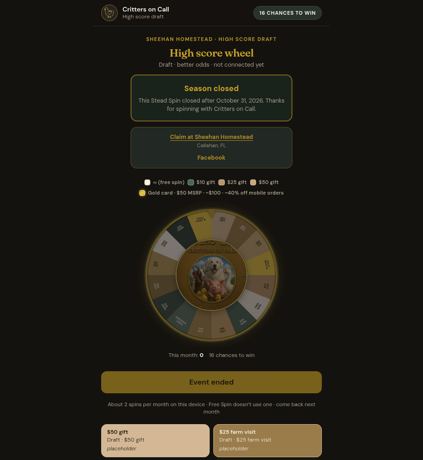 Critters on Call
High score draft
16 CHANCES TO WIN
SHEEHAN HOMESTEAD · HIGH SCORE DRAFT
High score wheel
Draft · better odds · not connected yet
Season closed
This Stead Spin closed after October 31, 2026. Thanks
for spinning with Critters on Call.
Claim at Sheehan Homestead
Callahan, FL
Facebook
∞ (free spin) $10 gift $25 gift $50 gift
Gold card · $50 MSRP · ~$100 · ~40% off mobile orders
This month: 0 · 16 chances to win
Event ended
About 2 spins per month on this device · Free Spin doesn't use one · come back next
month
$50 gift
Draft · $50 gift
placeholder
$25 farm visit
Draft · $25 farm visit
placeholder